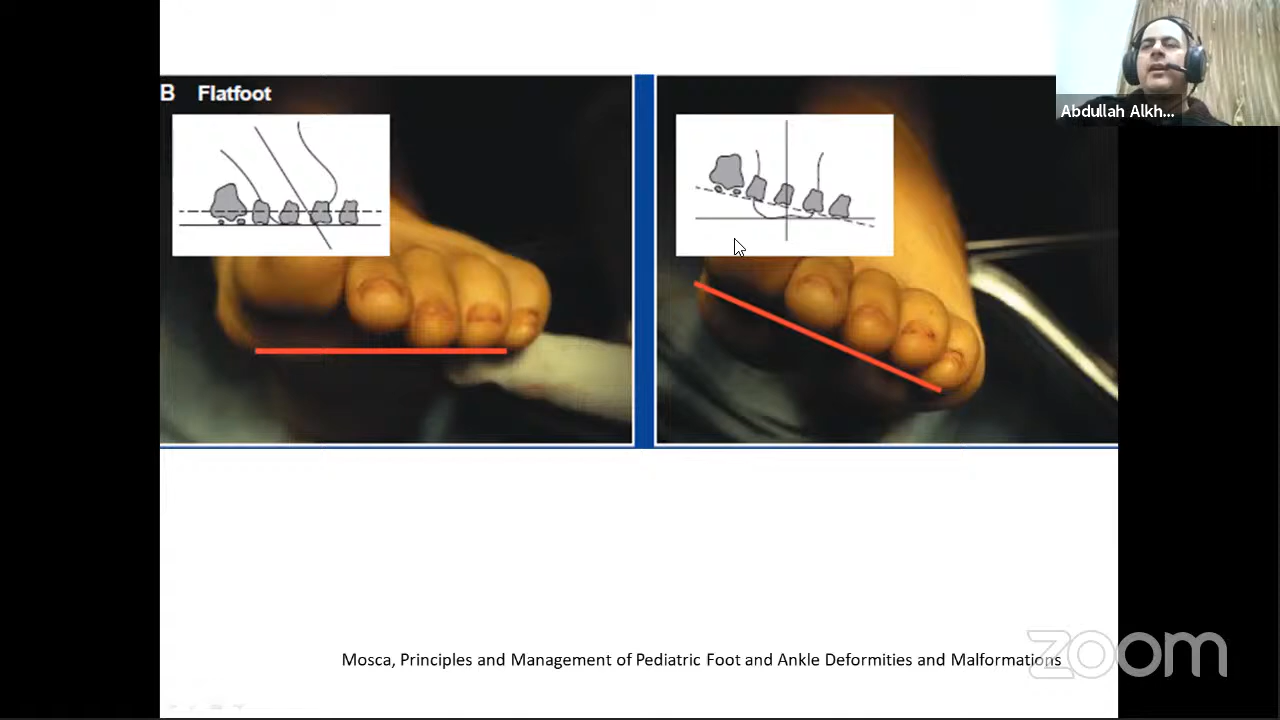 B Flatfoot
Abdullah Alkh...
Mosca, Principles and Management of Pediatric Foot and Ankle Deformities and Malformations
zoom